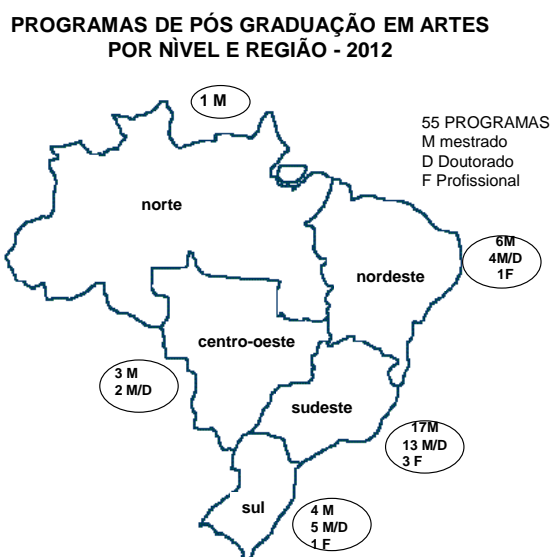 PROGRAMAS DE PÓS GRADUAÇÃO EM ARTES
POR NÌVEL E REGIÃO - 2012
1 M
55 PROGRAMAS
M mestrado
D Doutorado
F Profissional
norte
6M
4M/D
1F
nordeste
centro-oeste
3 M
2 M/D
sudeste
17M
13 M/D
3 F
sul
4 M
5 M/D
1 F